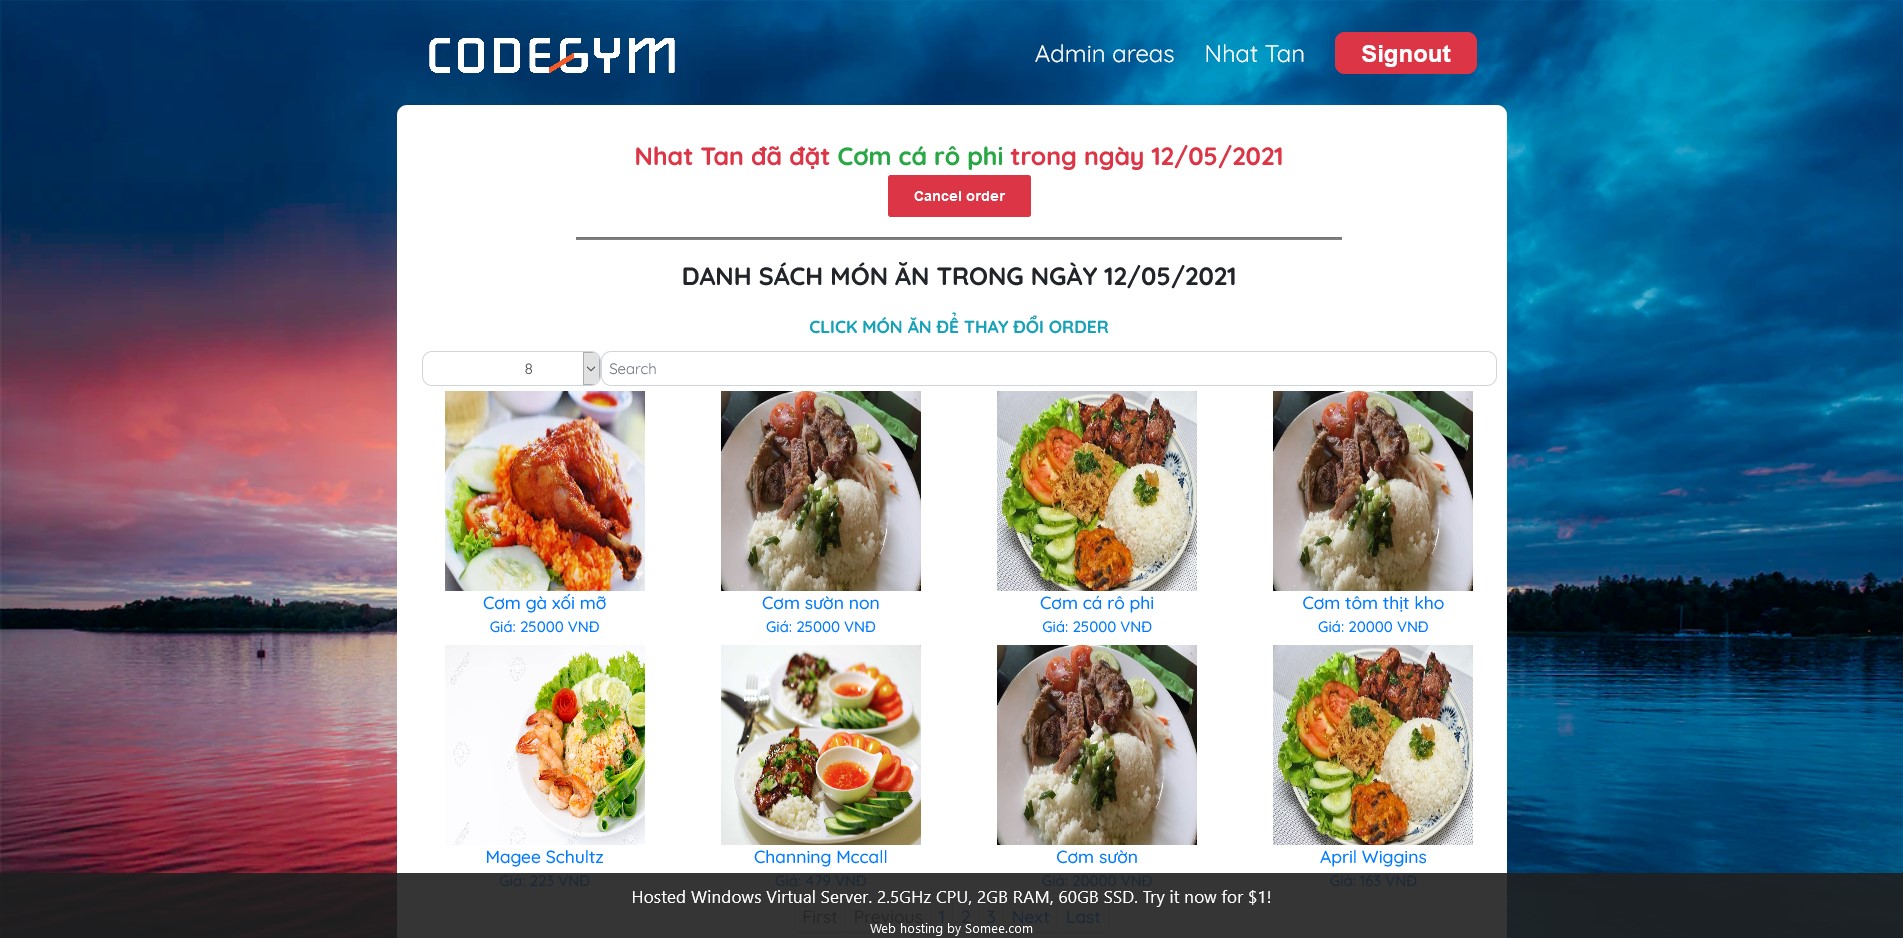 CODEGYM
Admin areas
Nhat Tan
Signout
Nhat Tan đã đặt Cơm cá rô phi trong ngày 12/05/2021
Cancel order
DANH SÁCH MÓN ĂN TRONG NGÀY 12/05/2021
CLICK MÓN ĂN ĐỂ THAY ĐỔI ORDER
8
Search
Cơm gà xối mỡ
Giá: 25000 VNĐ
Cơm sườn non
Giá: 25000 VNĐ
Cơm cá rô phi
Giá: 25000 VNĐ
Cơm tôm thịt kho
Giá: 20000 VNĐ
Magee Schultz
Giá: 223 VNĐ
Channing Mccall
Giá: 479 VNĐ
Cơm sườn
Giá: 20000 VNĐ
April Wiggins
Giá: 163 VNĐ
First Previous 1 2 3 Next Last
Hosted Windows Virtual Server. 2.5GHz CPU, 2GB RAM, 60GB SSD. Try it now for $1!
Web hosting by Somee.com